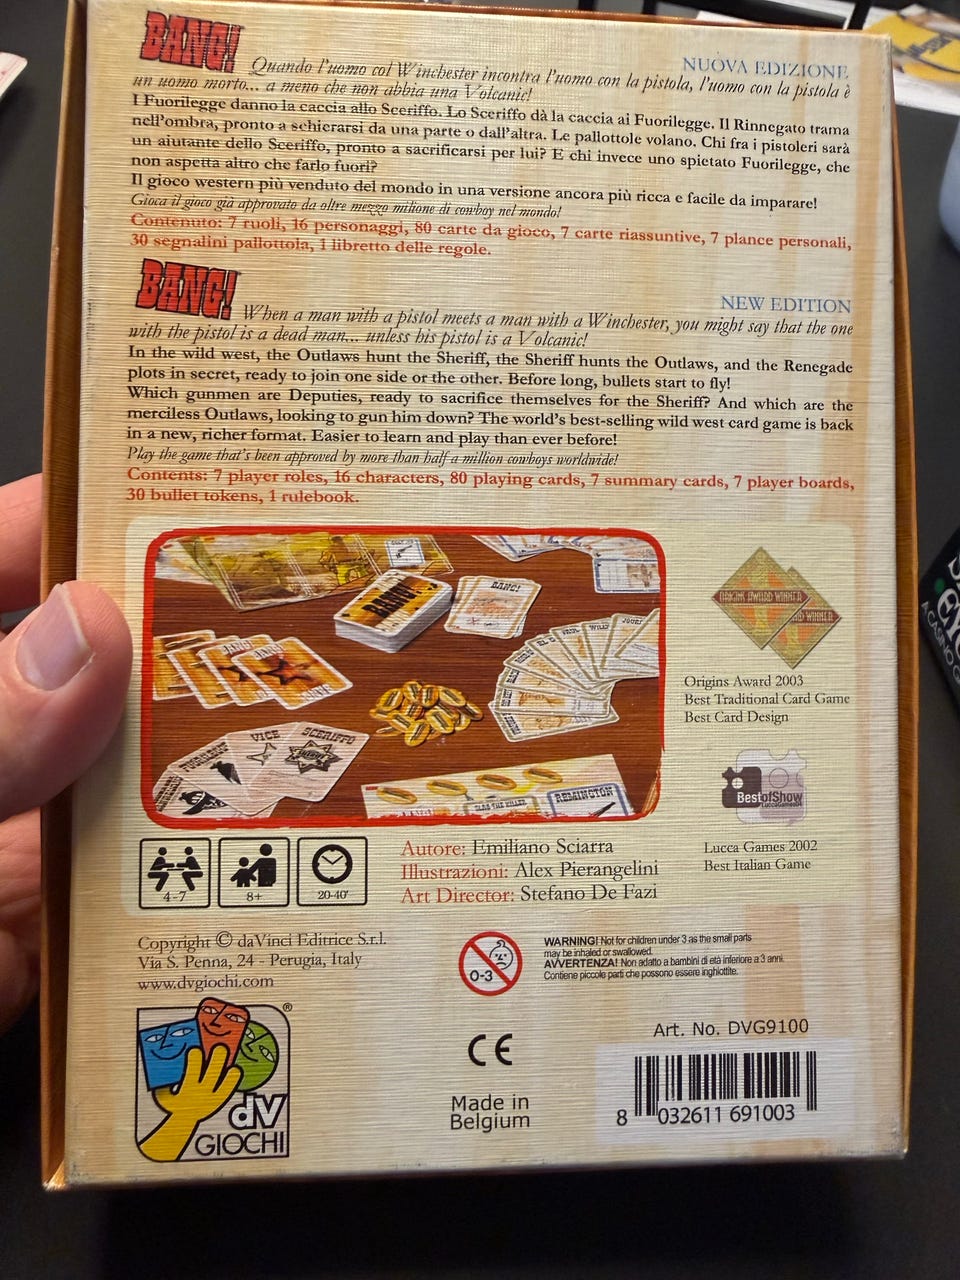 BANG!
NUOVA EDIZIONE
Quando l'uomo col Winchester incontra l'uomo con la pistola, l'uomo con la pistola è
un uomo morto... a meno che non abbia una Volcanic!
I Fuorilegge danno la caccia allo Sceriffo. Lo Sceriffo dà la caccia ai Fuorilegge. Il Rinnegato trama
nell'ombra, pronto a schierarsi da una parte o dall'altra. Le pallottole volano. Chi fra i pistoleri sarà
un aiutante dello Sceriffo, pronto a sacrificarsi per lui? E chi invece uno spietato Fuorilegge, che
non aspetta altro che farlo fuori?
Il gioco western più venduto del mondo in una versione ancora più ricca e facile da imparare!
Gioca il gioco già approvato da oltre mezzo milione di cowboy nel mondo!
Contenuto: 7 ruoli, 16 personaggi, 80 carte da gioco, 7 carte riassuntive, 7 plance personali,
30 segnalini pallottola, 1 libretto delle regole.
BANG!
NEW EDITION
When a man with a pistol meets a man with a Winchester, you might say that the one
with the pistol is a dead man... unless his pistol is a Volcanic!
In the wild west, the Outlaws hunt the Sheriff, the Sheriff hunts the Outlaws, and the Renegade
plots in secret, ready to join one side or the other. Before long, bullets start to fly!
Which gunmen are Deputies, ready to sacrifice themselves for the Sheriff? And which are the
merciless Outlaws, looking to gun him down? The world's best-selling wild west card game is back
in a new, richer format. Easier to learn and play than ever before!
Play the game that's been approved by more than half a million cowboys worldwide!
Contents: 7 player roles, 16 characters, 80 playing cards, 7 summary cards, 7 player boards,
30 bullet tokens, 1 rulebook.
BANG!
BANG!
VICE
SCERIFFO
SLAB THE KILLER
REMINGTON
ORIGINS AWARD WINNER
WINNER
Origins Award 2003
Best Traditional Card Game
Best Card Design
BestofShow
LuccaGames
Lucca Games 2002
Best Italian Game
4-7
8+
20-40'
Autore: Emiliano Sciarra
Illustrazioni: Alex Pierangelini
Art Director: Stefano De Fazi
Copyright © daVinci Editrice S.r.l.
Via S. Penna, 24 - Perugia, Italy
www.dvgiochi.com
0-3
WARNING! Not for children under 3 as the small parts
may be inhaled or swallowed.
AVVERTENZA! Non adatto a bambini di età inferiore a 3 anni.
Contiene piccole parti che possono essere inghiottite.
®
dV
GIOCHI
CE
Made in
Belgium
Art. No. DVG9100
8 032611 691003